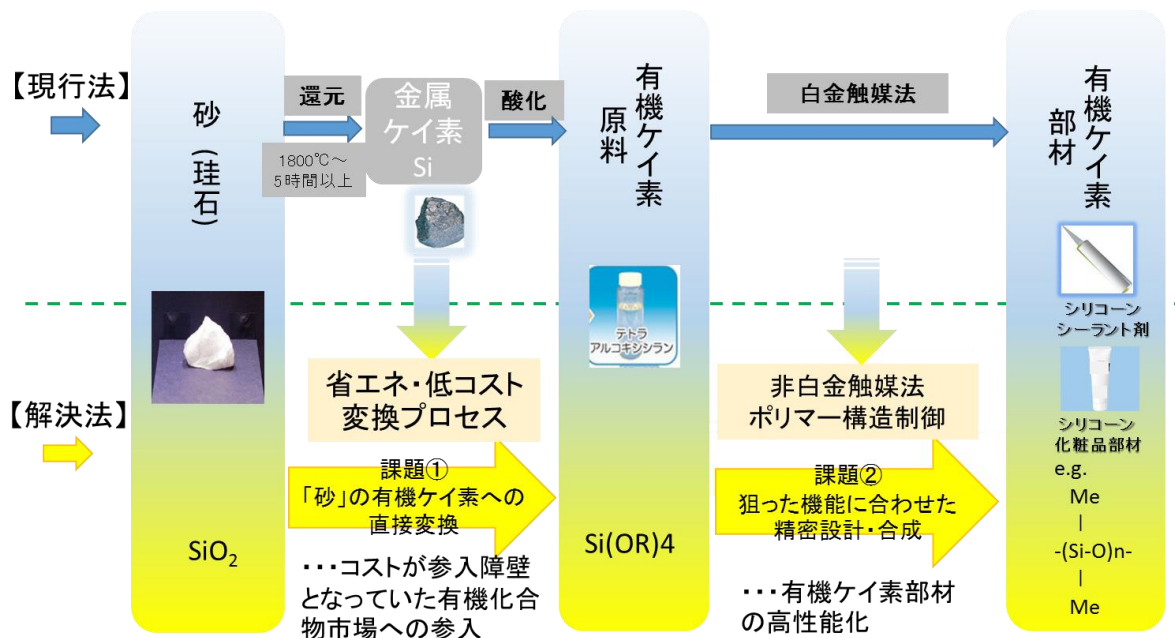 【現行法】
砂(珪石)
還元
1800℃～
5時間以上
金属
ケイ素
Si
酸化
有機ケイ素
原料
白金触媒法
有機ケイ素
部材
シリコーン
シーラント剤
テトラ
アルコキシシラン
【解決法】
省エネ・低コスト
変換プロセス
課題①
「砂」の有機ケイ素への
直接変換
・・・コストが参入障壁
となっていた有機化合
物市場への参入
SiO₂
Si(OR)4
非白金触媒法
ポリマー構造制御
課題②
狙った機能に合わせた
精密設計・合成
・・・有機ケイ素部材
の高性能化
シリコーン
化粧品部材
e.g.
Me
|
-(Si-O)n-
|
Me